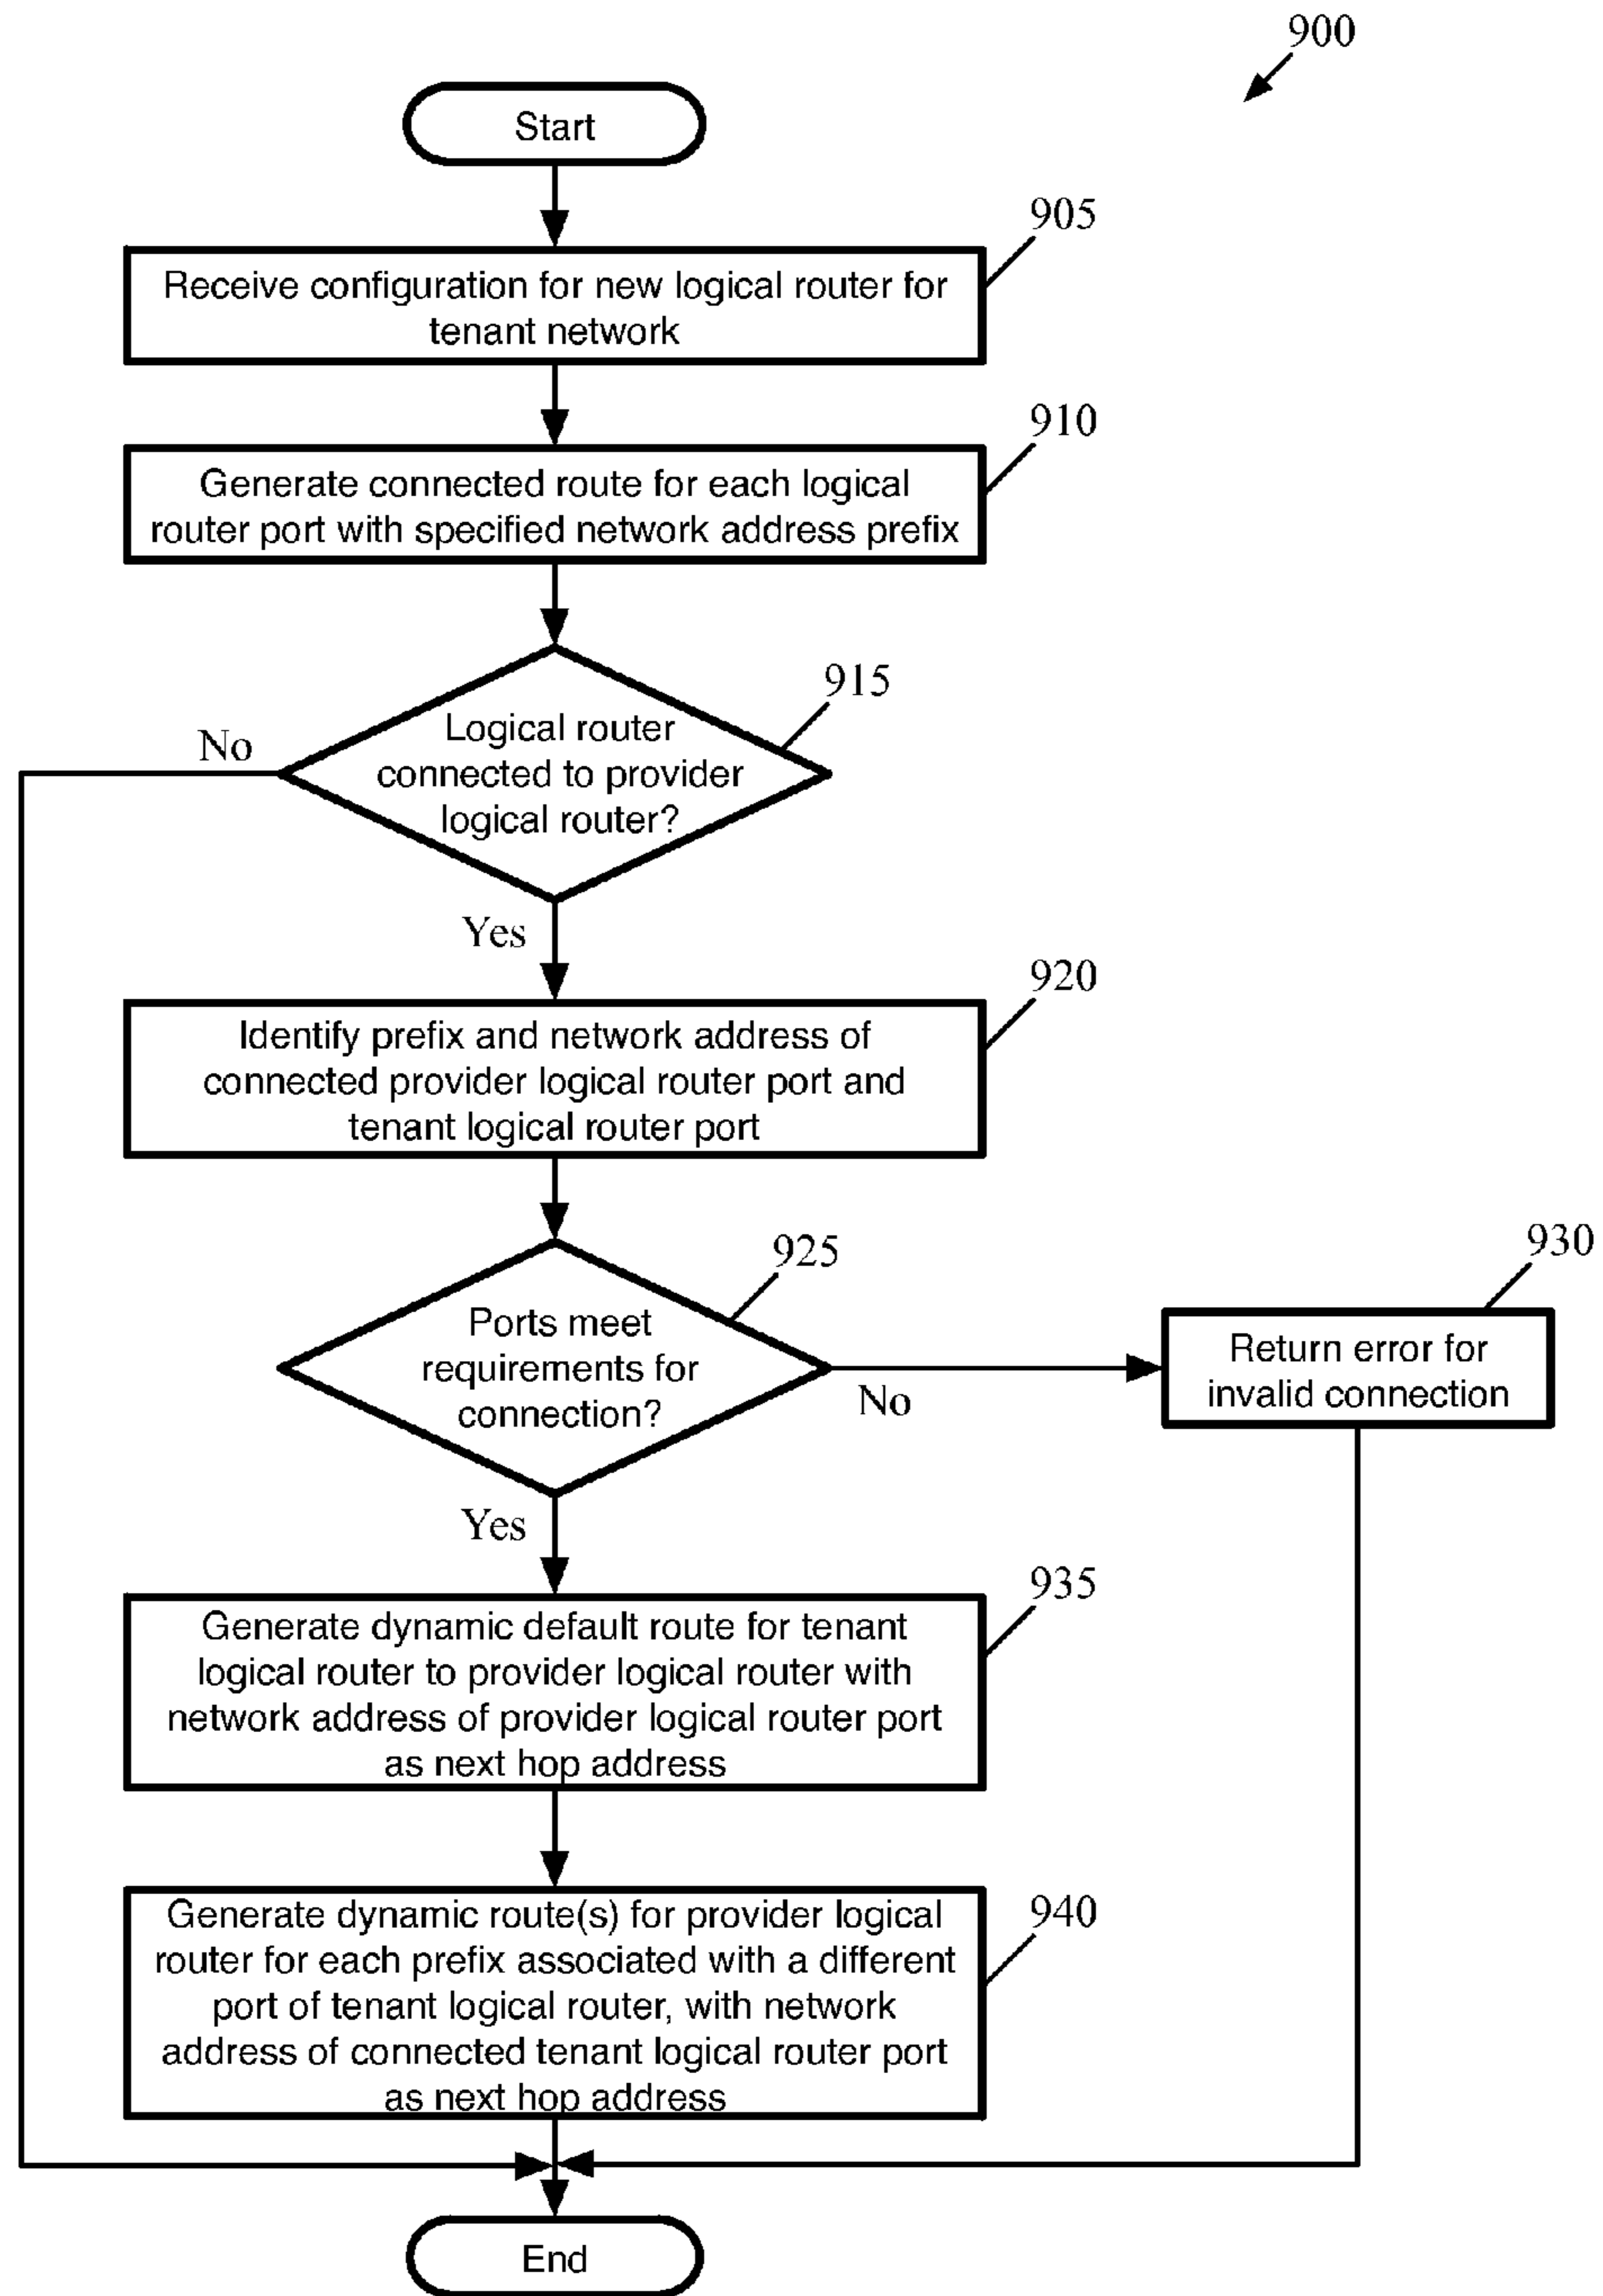 900
Start
905
Receive configuration for new logical router for
tenant network
910
Generate connected route for each logical
router port with specified network address prefix
915
Logical router
connected to provider
logical router?
No
Yes
920
Identify prefix and network address of
connected provider logical router port and
tenant logical router port
925
Ports meet
requirements for
connection?
No
930
Return error for
invalid connection
Yes
935
Generate dynamic default route for tenant
logical router to provider logical router with
network address of provider logical router port
as next hop address
940
Generate dynamic route(s) for provider logical
router for each prefix associated with a different
port of tenant logical router, with network
address of connected tenant logical router port
as next hop address
End